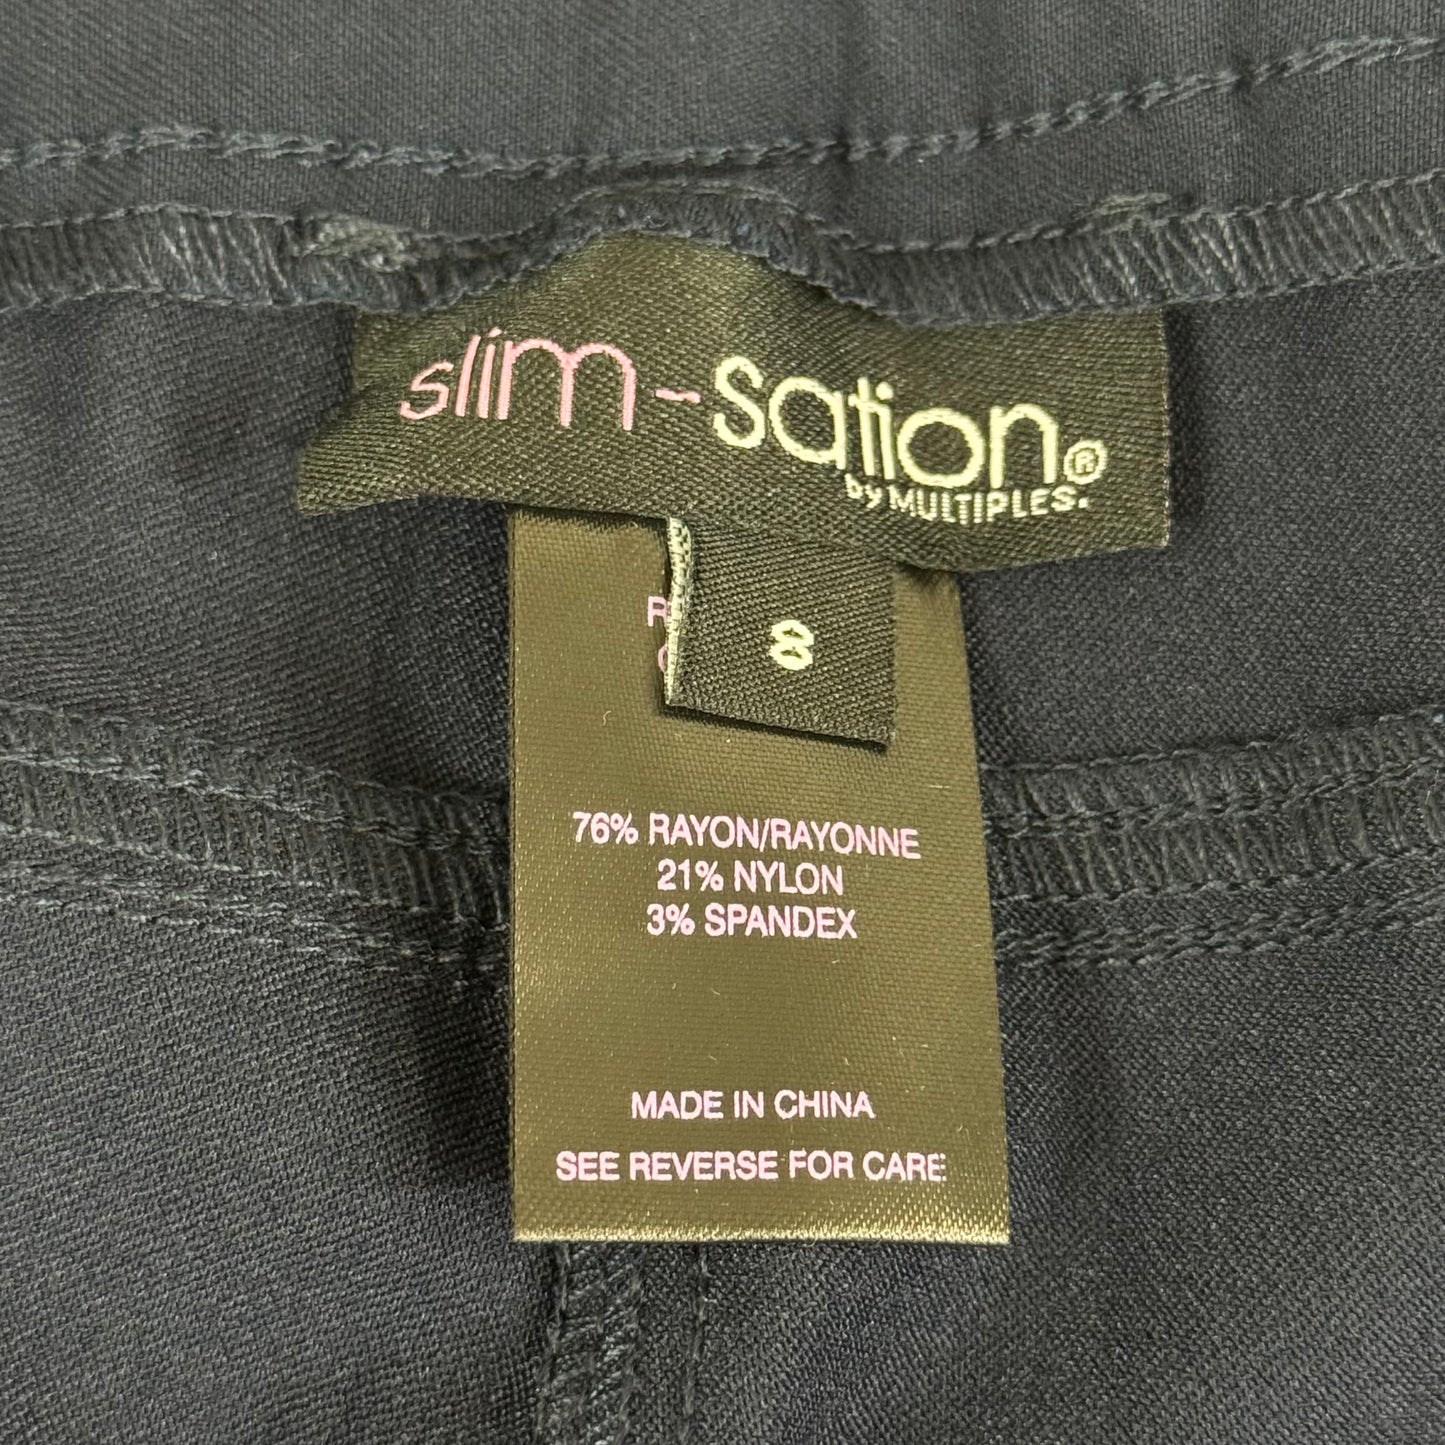 slim-sation®
by MULTIPLES.
8
76% RAYON/RAYONNE
21% NYLON
3% SPANDEX
MADE IN CHINA
SEE REVERSE FOR CARE